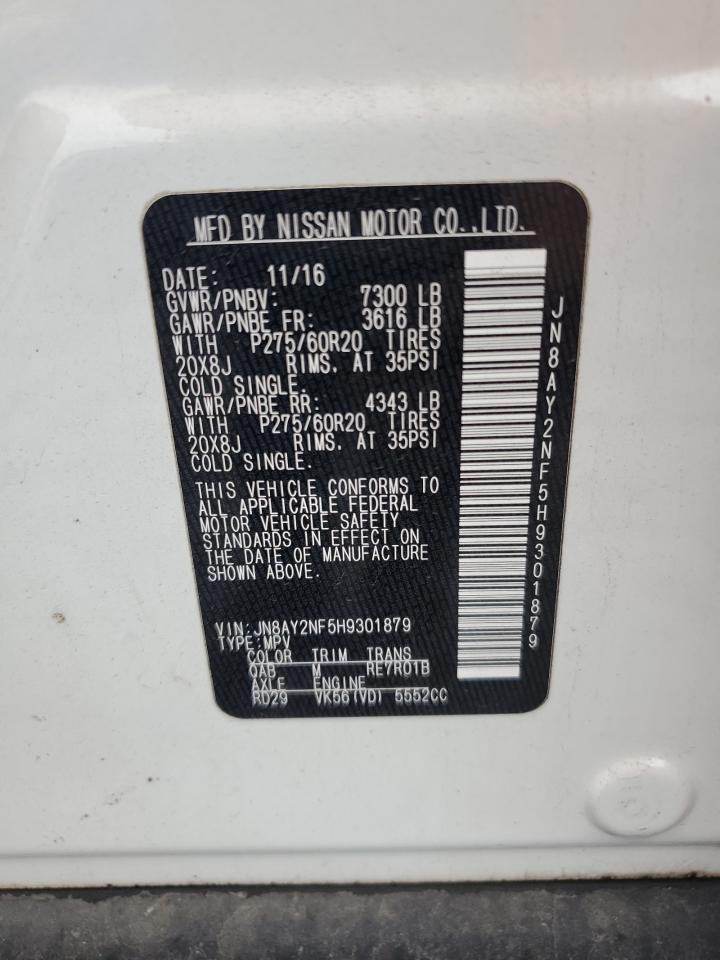 MFD BY NISSAN MOTOR CO.,LTD.
DATE: 11/16
GVWR/PNBV: 7300 LB
GAWR/PNBE FR: 3616 LB
WITH P275/60R20 TIRES
20X8J RIMS. AT 35PSI
COLD SINGLE.
GAWR/PNBE RR: 4343 LB
WITH P275/60R20 TIRES
20X8J RIMS. AT 35PSI
COLD SINGLE.
THIS VEHICLE CONFORMS TO
ALL APPLICABLE FEDERAL
MOTOR VEHICLE SAFETY
STANDARDS IN EFFECT ON
THE DATE OF MANUFACTURE
SHOWN ABOVE.
VIN:JN8AY2NF5H9301879
TYPE:MPV
COLOR TRIM TRANS
QAB M RE7R01B
AXLE ENGINE
RD29 VK56(VD) 5552CC
JN8AY2NF5H9301879